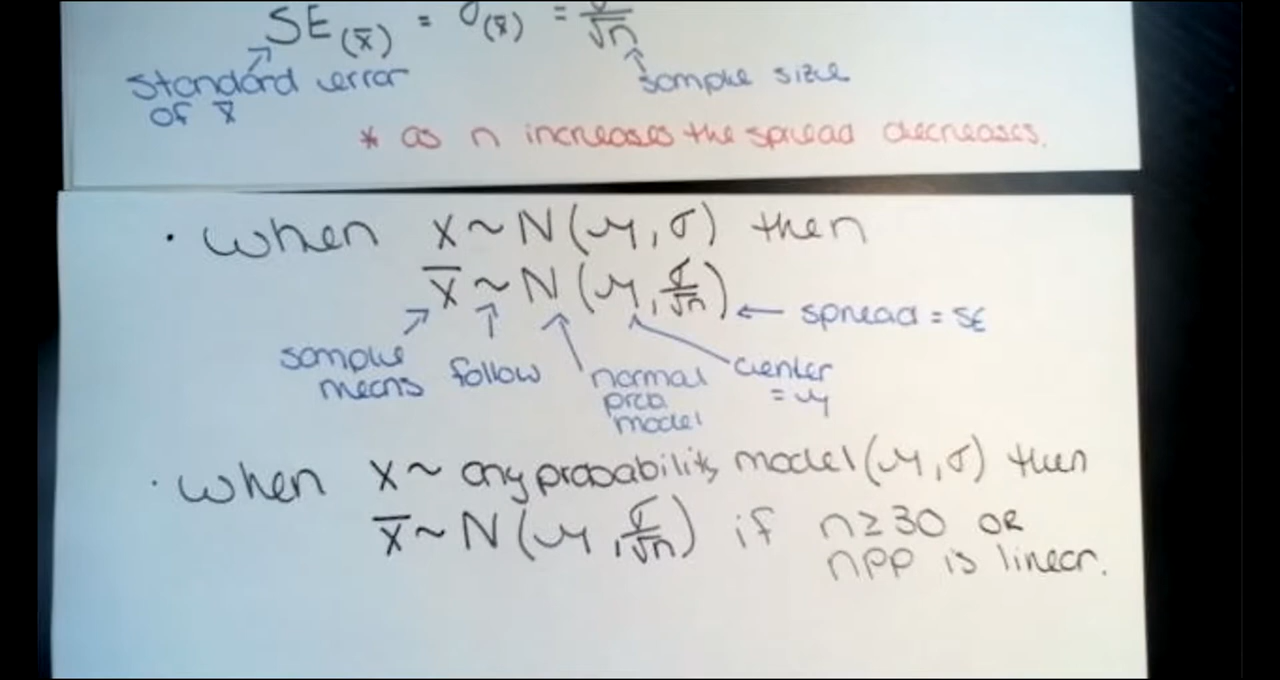 SE(x̄) = σ(x̄) = σ/√n
standard error
of x̄
sample size
* as n increases the spread decreases.
· when x ~ N(μ, σ) then
x̄ ~ N(μ, σ/√n)
spread = SE
sample
means
follow
normal
prob.
model
center
= μ
· when x ~ any probability model (μ, σ) then
x̄ ~ N(μ, σ/√n) if n ≥ 30 OR
npp is linear.